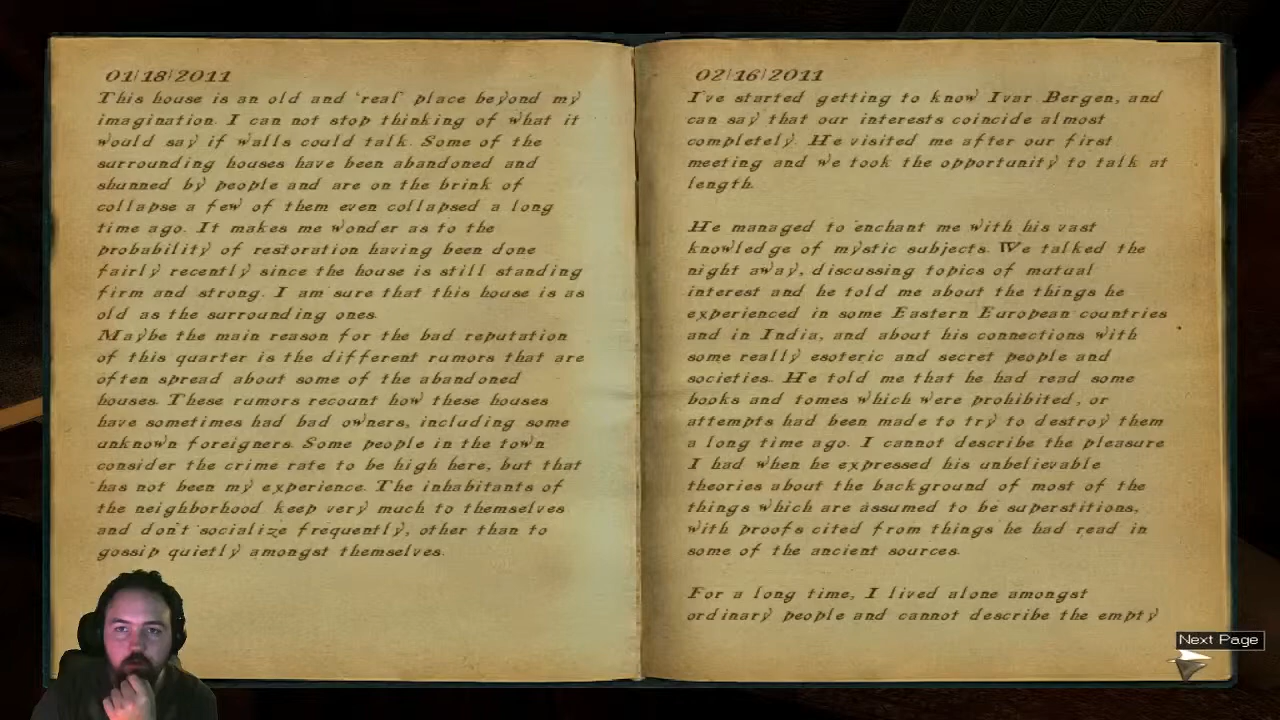 01|18|2011
This house is an old and 'real' place beyond my
imagination. I can not stop thinking of what it
would say if walls could talk. Some of the
surrounding houses have been abandoned and
shunned by people and are on the brink of
collapse a few of them even collapsed a long
time ago. It makes me wonder as to the
probability of restoration having been done
fairly recently since the house is still standing
firm and strong. I am sure that this house is as
old as the surrounding ones.
Maybe the main reason for the bad reputation
of this quarter is the different rumors that are
often spread about some of the abandoned
houses. These rumors recount how these houses
have sometimes had bad owners, including some
unknown foreigners. Some people in the town
consider the crime rate to be high here, but that
has not been my experience. The inhabitants of
the neighborhood keep very much to themselves
and don't socialize frequently, other than to
gossip quietly amongst themselves.
02|16|2011
I've started getting to know Ivar Bergen, and
can say that our interests coincide almost
completely. He visited me after our first
meeting and we took the opportunity to talk at
length.
He managed to enchant me with his vast
knowledge of mystic subjects. We talked the
night away, discussing topics of mutual
interest and he told me about the things he
experienced in some Eastern European countries
and in India, and about his connections with
some really esoteric and secret people and
societies. He told me that he had read some
books and tomes which were prohibited, or
attempts had been made to try to destroy them
a long time ago. I cannot describe the pleasure
I had when he expressed his unbelievable
theories about the background of most of the
things which are assumed to be superstitions,
with proofs cited from things he had read in
some of the ancient sources.
For a long time, I lived alone amongst
ordinary people and cannot describe the empty
Next Page